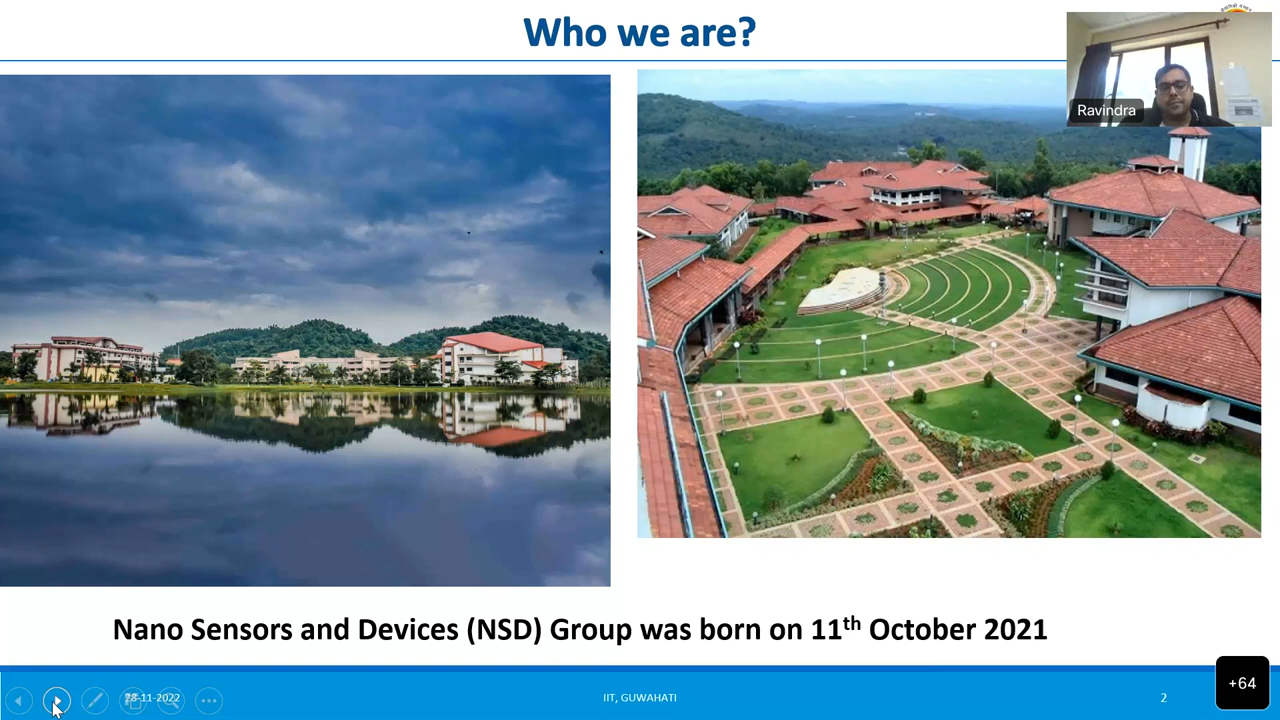 Who we are?
Ravindra
Nano Sensors and Devices (NSD) Group was born on 11th October 2021
28-11-2022
IIT, GUWAHATI
2
+64